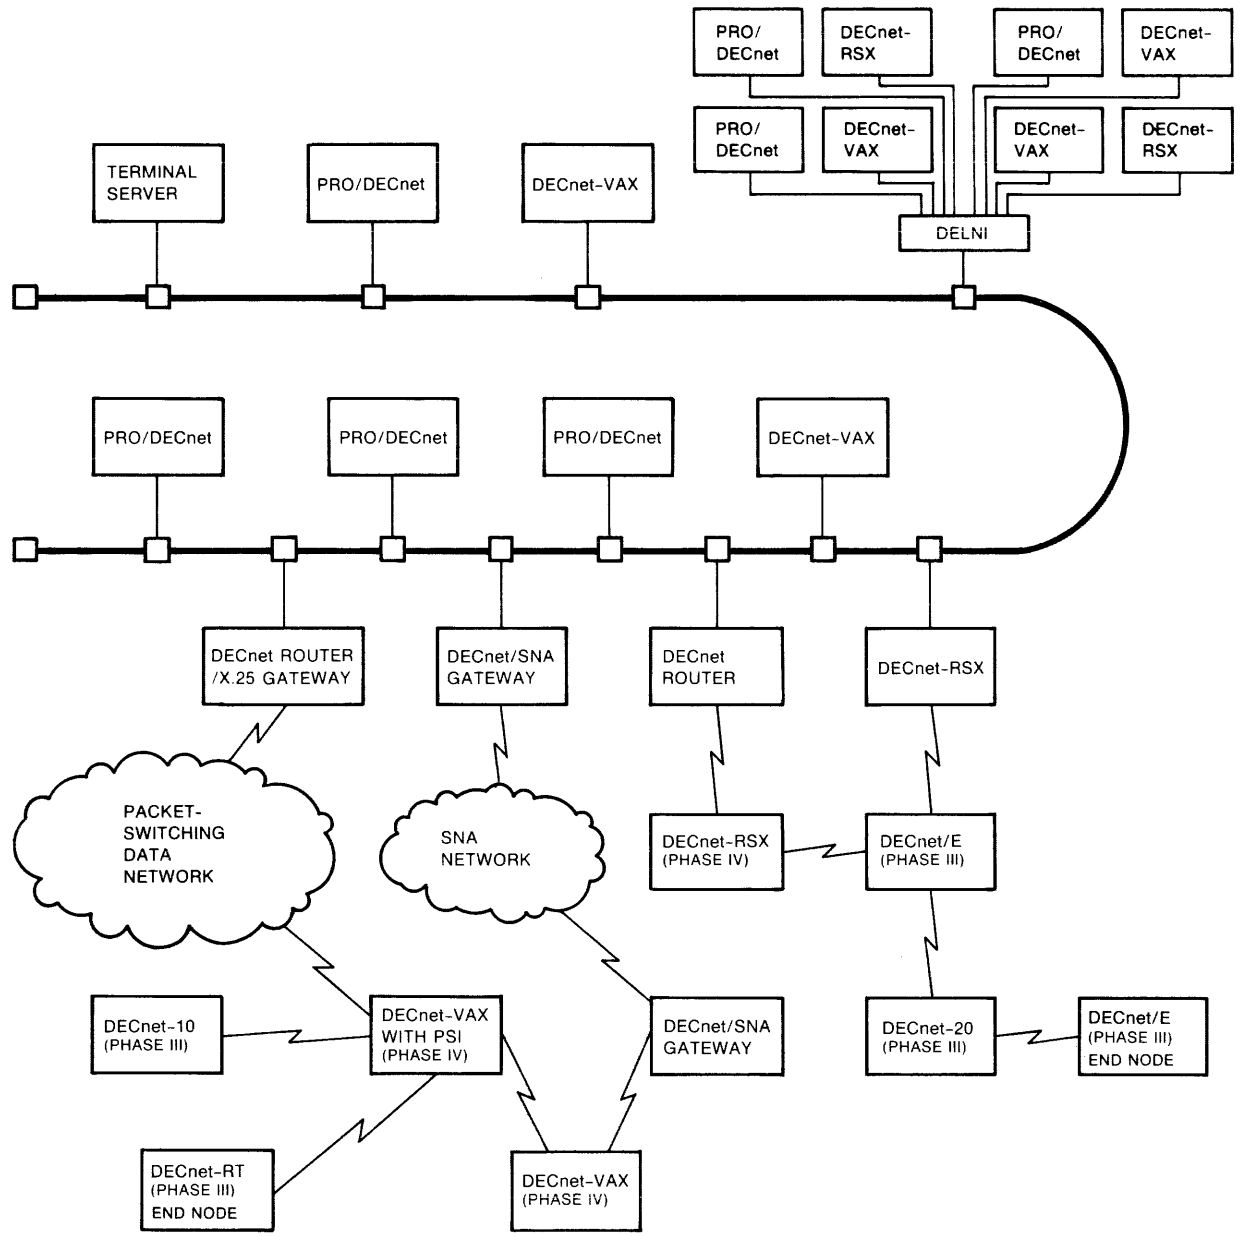 PRO/
DECnet
DECnet-
RSX
PRO/
DECnet
DECnet-
VAX
PRO/
DECnet
DECnet-
VAX
DECnet-
VAX
DECnet-
RSX
DELNI
TERMINAL
SERVER
PRO/DECnet
DECnet-VAX
PRO/DECnet
PRO/DECnet
PRO/DECnet
DECnet-VAX
DECnet ROUTER
/X.25 GATEWAY
DECnet/SNA
GATEWAY
DECnet
ROUTER
DECnet-RSX
PACKET-
SWITCHING
DATA
NETWORK
SNA
NETWORK
DECnet-RSX
(PHASE IV)
DECnet/E
(PHASE III)
DECnet-10
(PHASE III)
DECnet-VAX
WITH PSI
(PHASE IV)
DECnet/SNA
GATEWAY
DECnet-20
(PHASE III)
DECnet/E
(PHASE III)
END NODE
DECnet-RT
(PHASE III)
END NODE
DECnet-VAX
(PHASE IV)